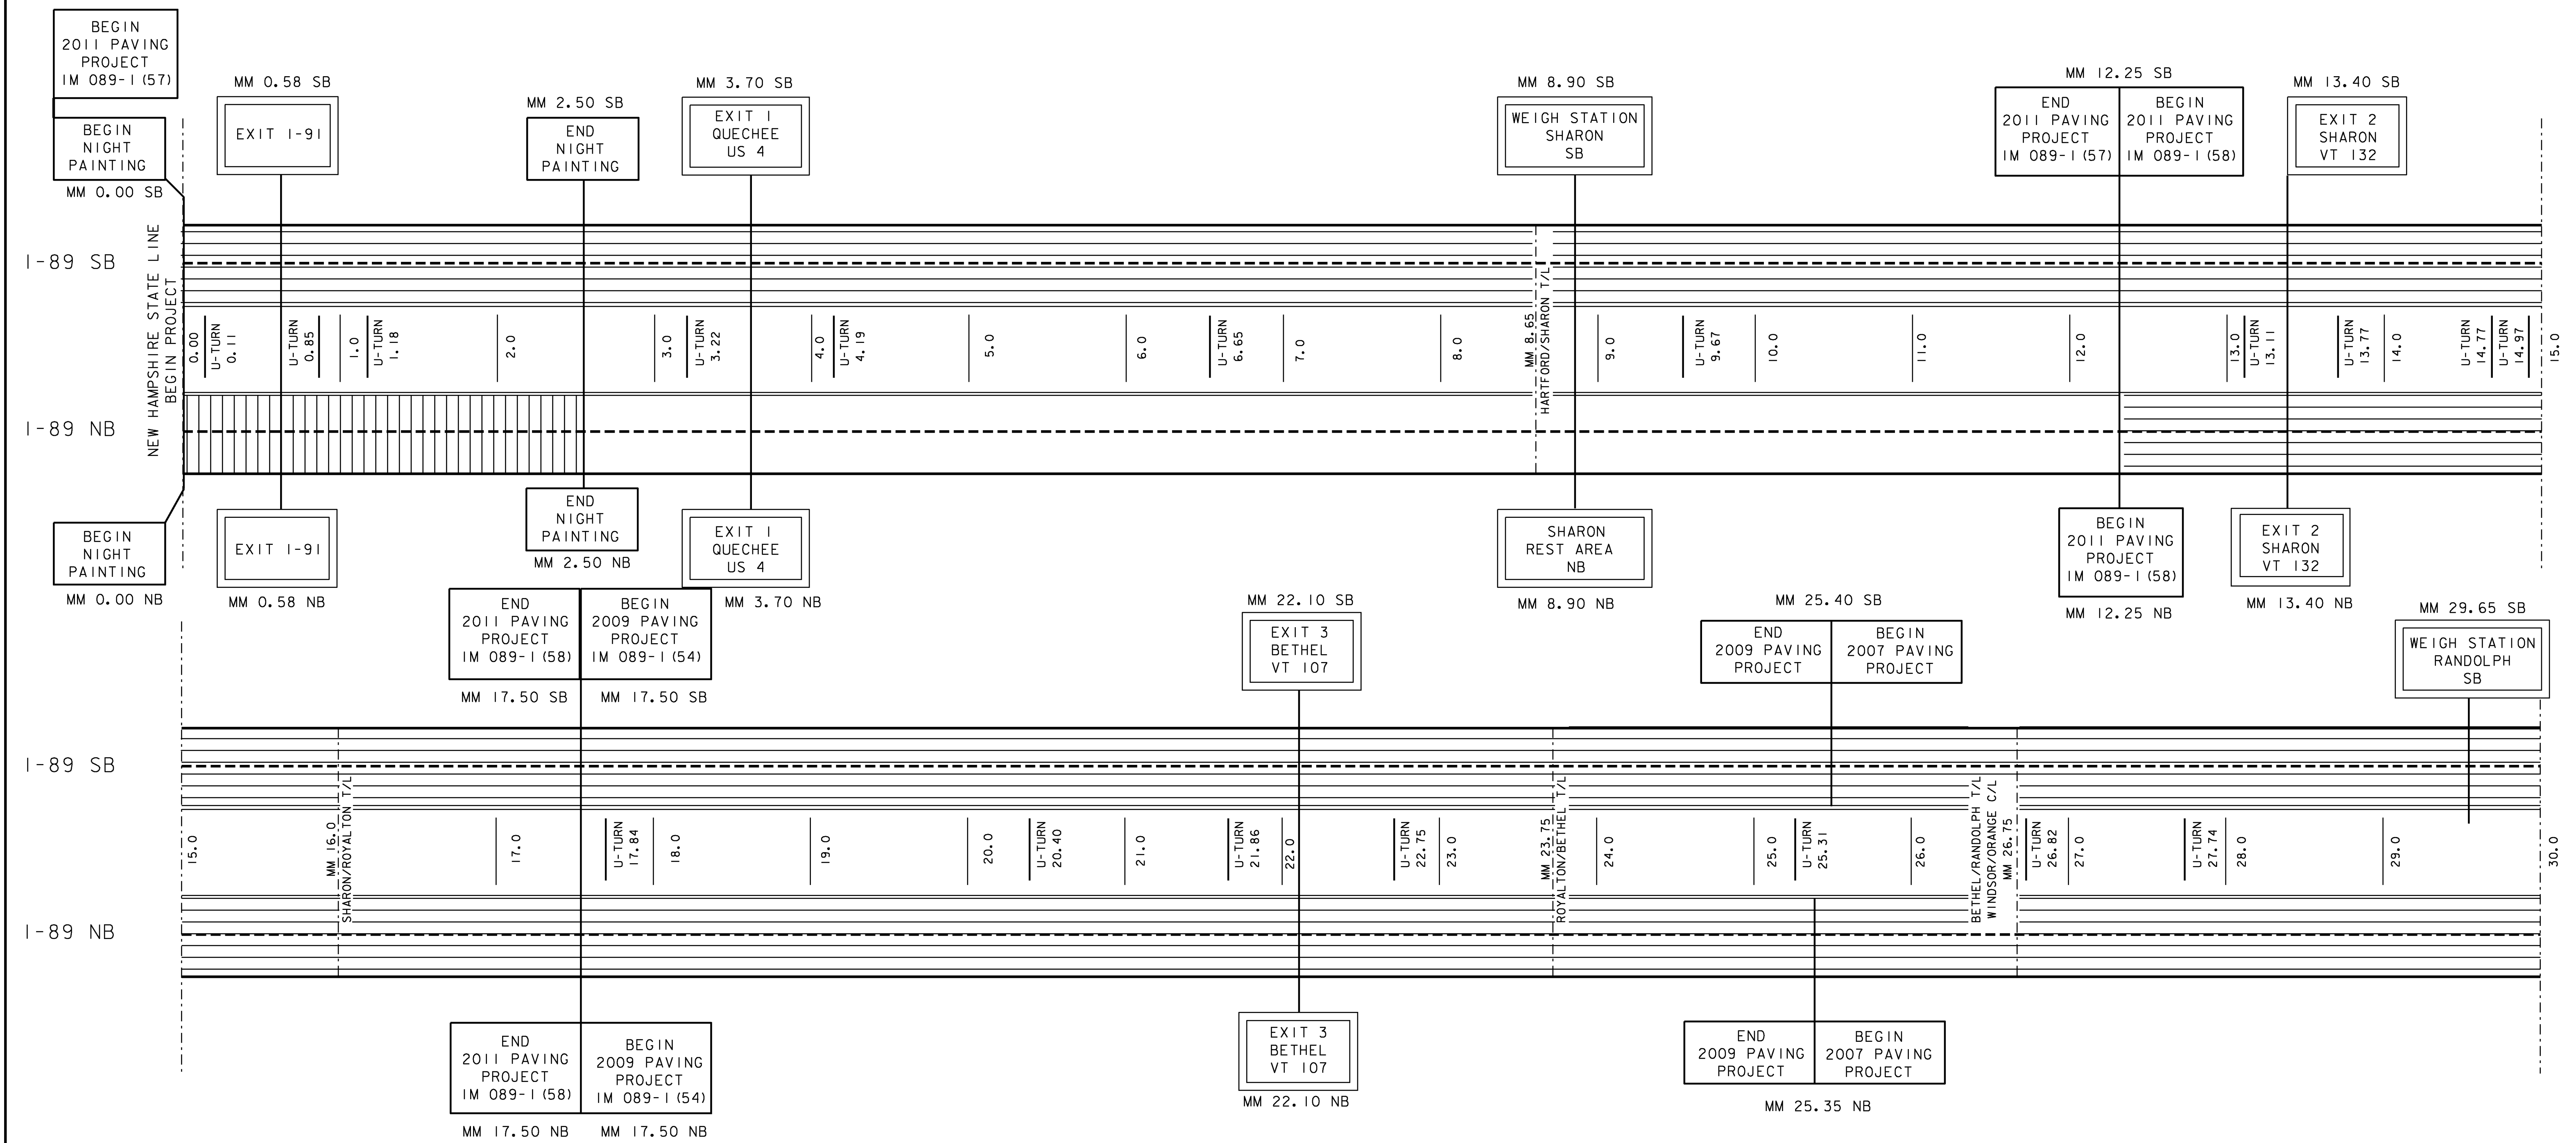 BEGIN
2011 PAVING
PROJECT
IM 089-1(57)
BEGIN
NIGHT
PAINTING
MM 0.00 SB
MM 0.58 SB
EXIT I-91
MM 2.50 SB
END
NIGHT
PAINTING
MM 3.70 SB
EXIT 1
QUECHEE
US 4
MM 8.90 SB
WEIGH STATION
SHARON
SB
MM 12.25 SB
END
2011 PAVING
PROJECT
IM 089-1(57)
BEGIN
2011 PAVING
PROJECT
IM 089-1(58)
MM 13.40 SB
EXIT 2
SHARON
VT 132
I-89 SB
NEW HAMPSHIRE STATE LINE
BEGIN PROJECT
0.00
U-TURN
0.11
U-TURN
0.85
1.0
U-TURN
1.18
2.0
3.0
U-TURN
3.22
4.0
U-TURN
4.19
5.0
6.0
U-TURN
6.65
7.0
8.0
MM 8.65
HARTFORD/SHARON T/L
9.0
U-TURN
9.67
10.0
11.0
12.0
13.0
U-TURN
13.11
U-TURN
13.77
14.0
U-TURN
14.77
U-TURN
14.97
15.0
I-89 NB
BEGIN
NIGHT
PAINTING
MM 0.00 NB
EXIT I-91
MM 0.58 NB
END
NIGHT
PAINTING
MM 2.50 NB
EXIT 1
QUECHEE
US 4
MM 3.70 NB
SHARON
REST AREA
NB
MM 8.90 NB
BEGIN
2011 PAVING
PROJECT
IM 089-1(58)
MM 12.25 NB
EXIT 2
SHARON
VT 132
MM 13.40 NB
END
2011 PAVING
PROJECT
IM 089-1(58)
MM 17.50 SB
BEGIN
2009 PAVING
PROJECT
IM 089-1(54)
MM 17.50 SB
MM 22.10 SB
EXIT 3
BETHEL
VT 107
MM 25.40 SB
END
2009 PAVING
PROJECT
BEGIN
2007 PAVING
PROJECT
MM 29.65 SB
WEIGH STATION
RANDOLPH
SB
I-89 SB
15.0
MM 16.0
SHARON/ROYALTON T/L
17.0
U-TURN
17.84
18.0
19.0
20.0
U-TURN
20.40
21.0
U-TURN
21.86
22.0
U-TURN
22.75
23.0
MM 23.75
ROYALTON/BETHEL T/L
24.0
25.0
U-TURN
25.31
26.0
BETHEL/RANDOLPH T/L
WINDSOR/ORANGE C/L
MM 26.75
U-TURN
26.82
27.0
U-TURN
27.74
28.0
29.0
30.0
I-89 NB
END
2011 PAVING
PROJECT
IM 089-1(58)
MM 17.50 NB
BEGIN
2009 PAVING
PROJECT
IM 089-1(54)
MM 17.50 NB
EXIT 3
BETHEL
VT 107
MM 22.10 NB
END
2009 PAVING
PROJECT
BEGIN
2007 PAVING
PROJECT
MM 25.35 NB